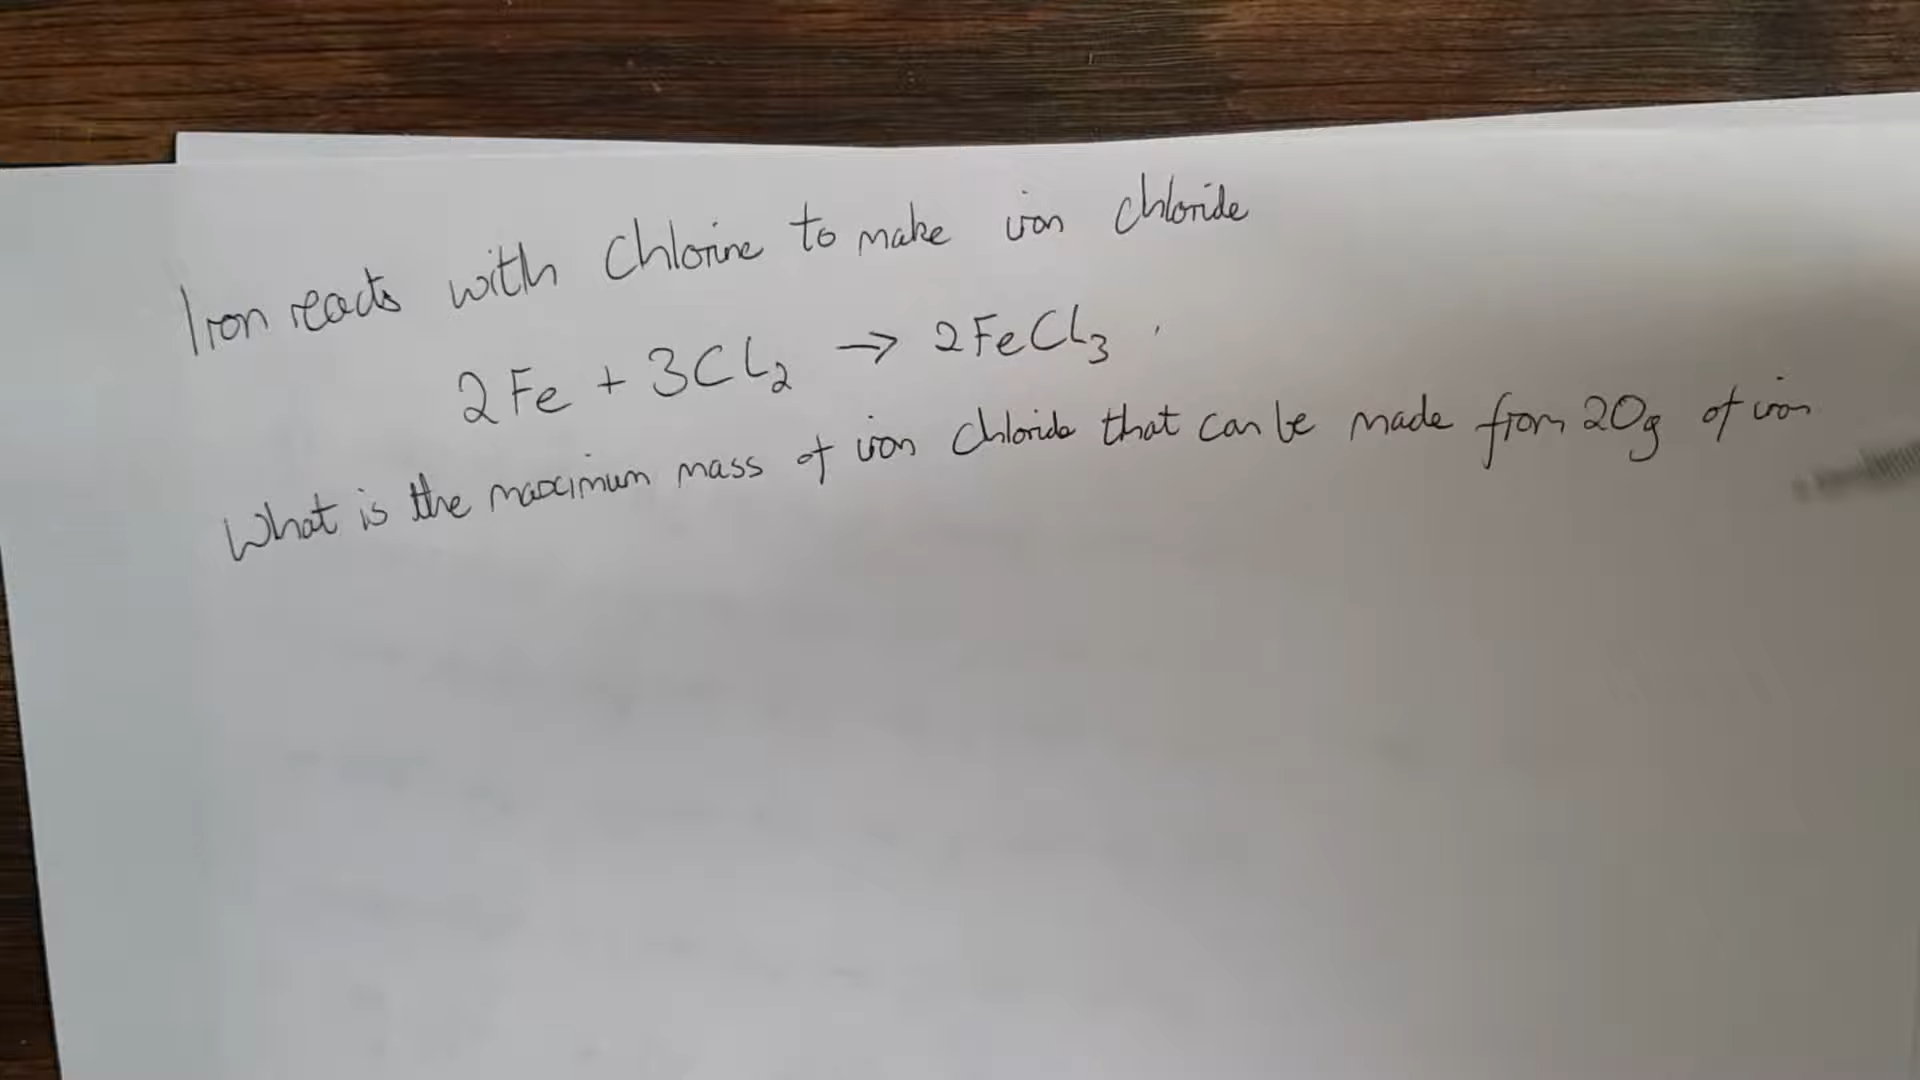 Iron reacts with Chlorine to make iron chloride
2Fe + 3Cl₂ → 2FeCl₃.
What is the maximum mass of iron chloride that can be made from 20g of iron